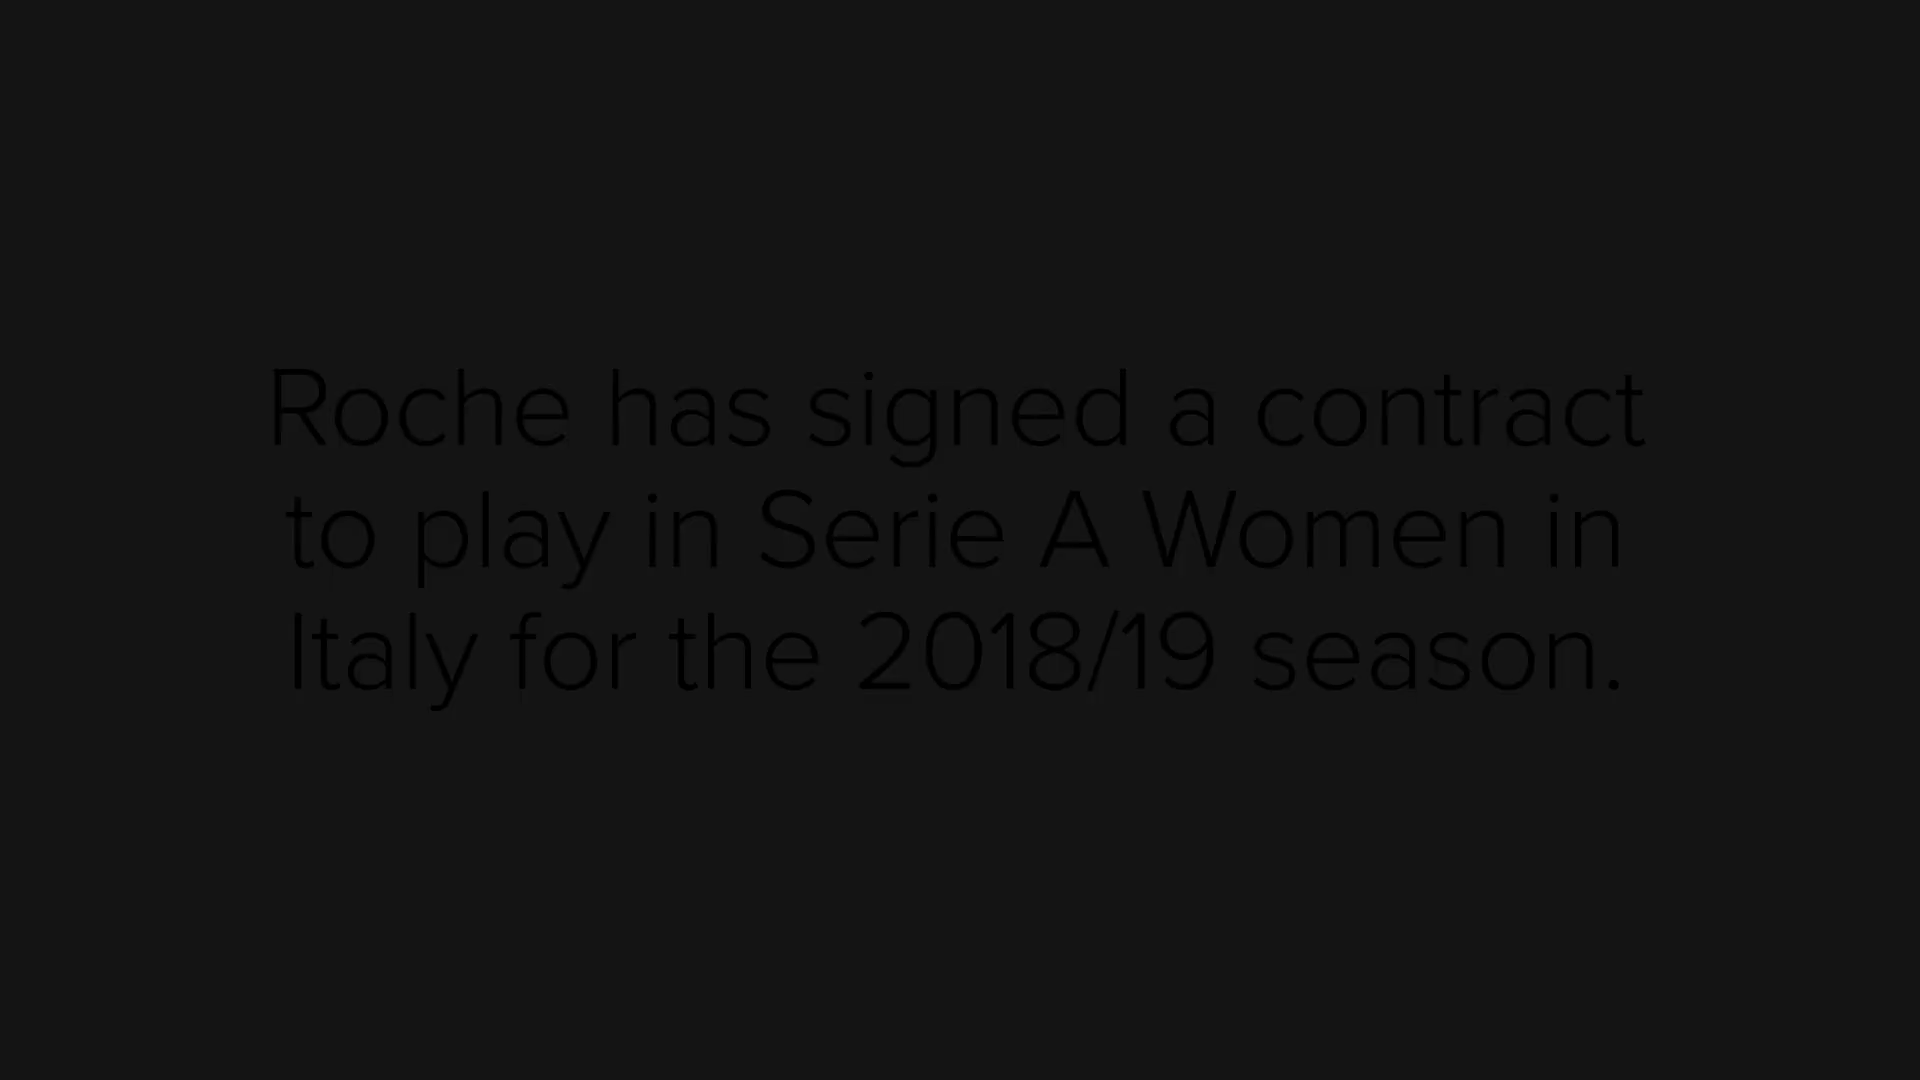 Roche has signed a contract
to play in Serie A Women in
Italy for the 2018/19 season.